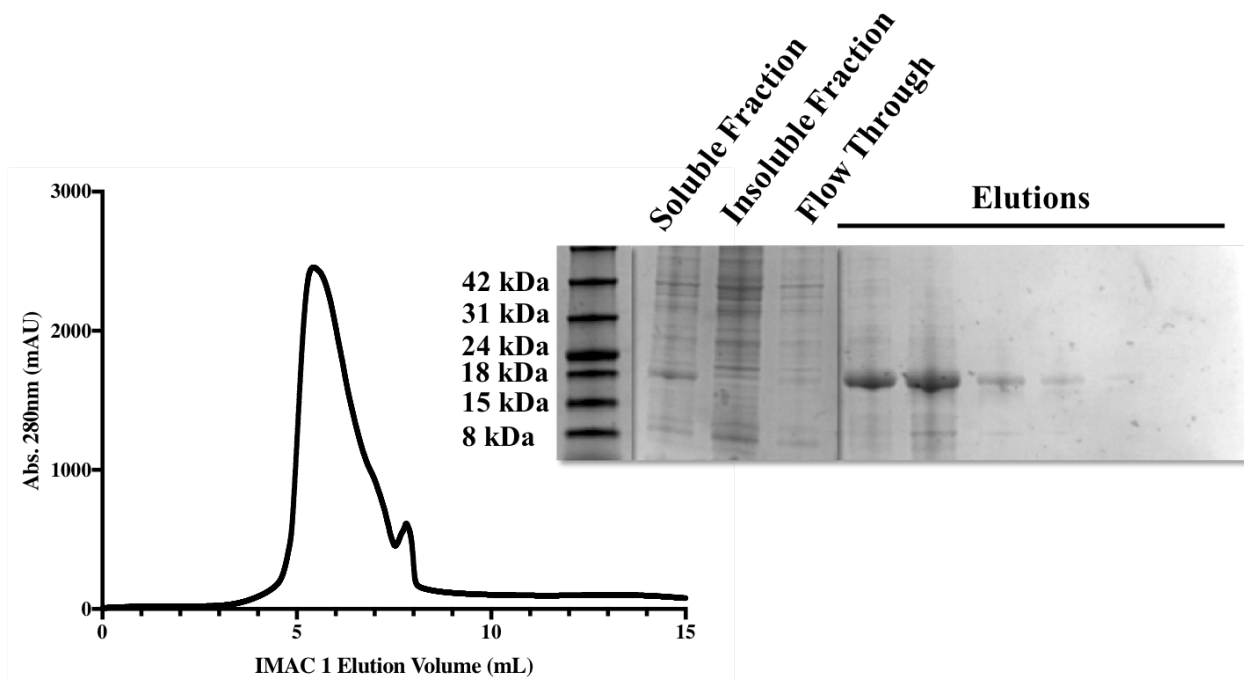 Soluble Fraction
Insoluble Fraction
Flow Through
Elutions
42 kDa
31 kDa
24 kDa
18 kDa
15 kDa
8 kDa
3000
2000
1000
0
Abs. 280nm (mAU)
0 5 10 15
IMAC 1 Elution Volume (mL)